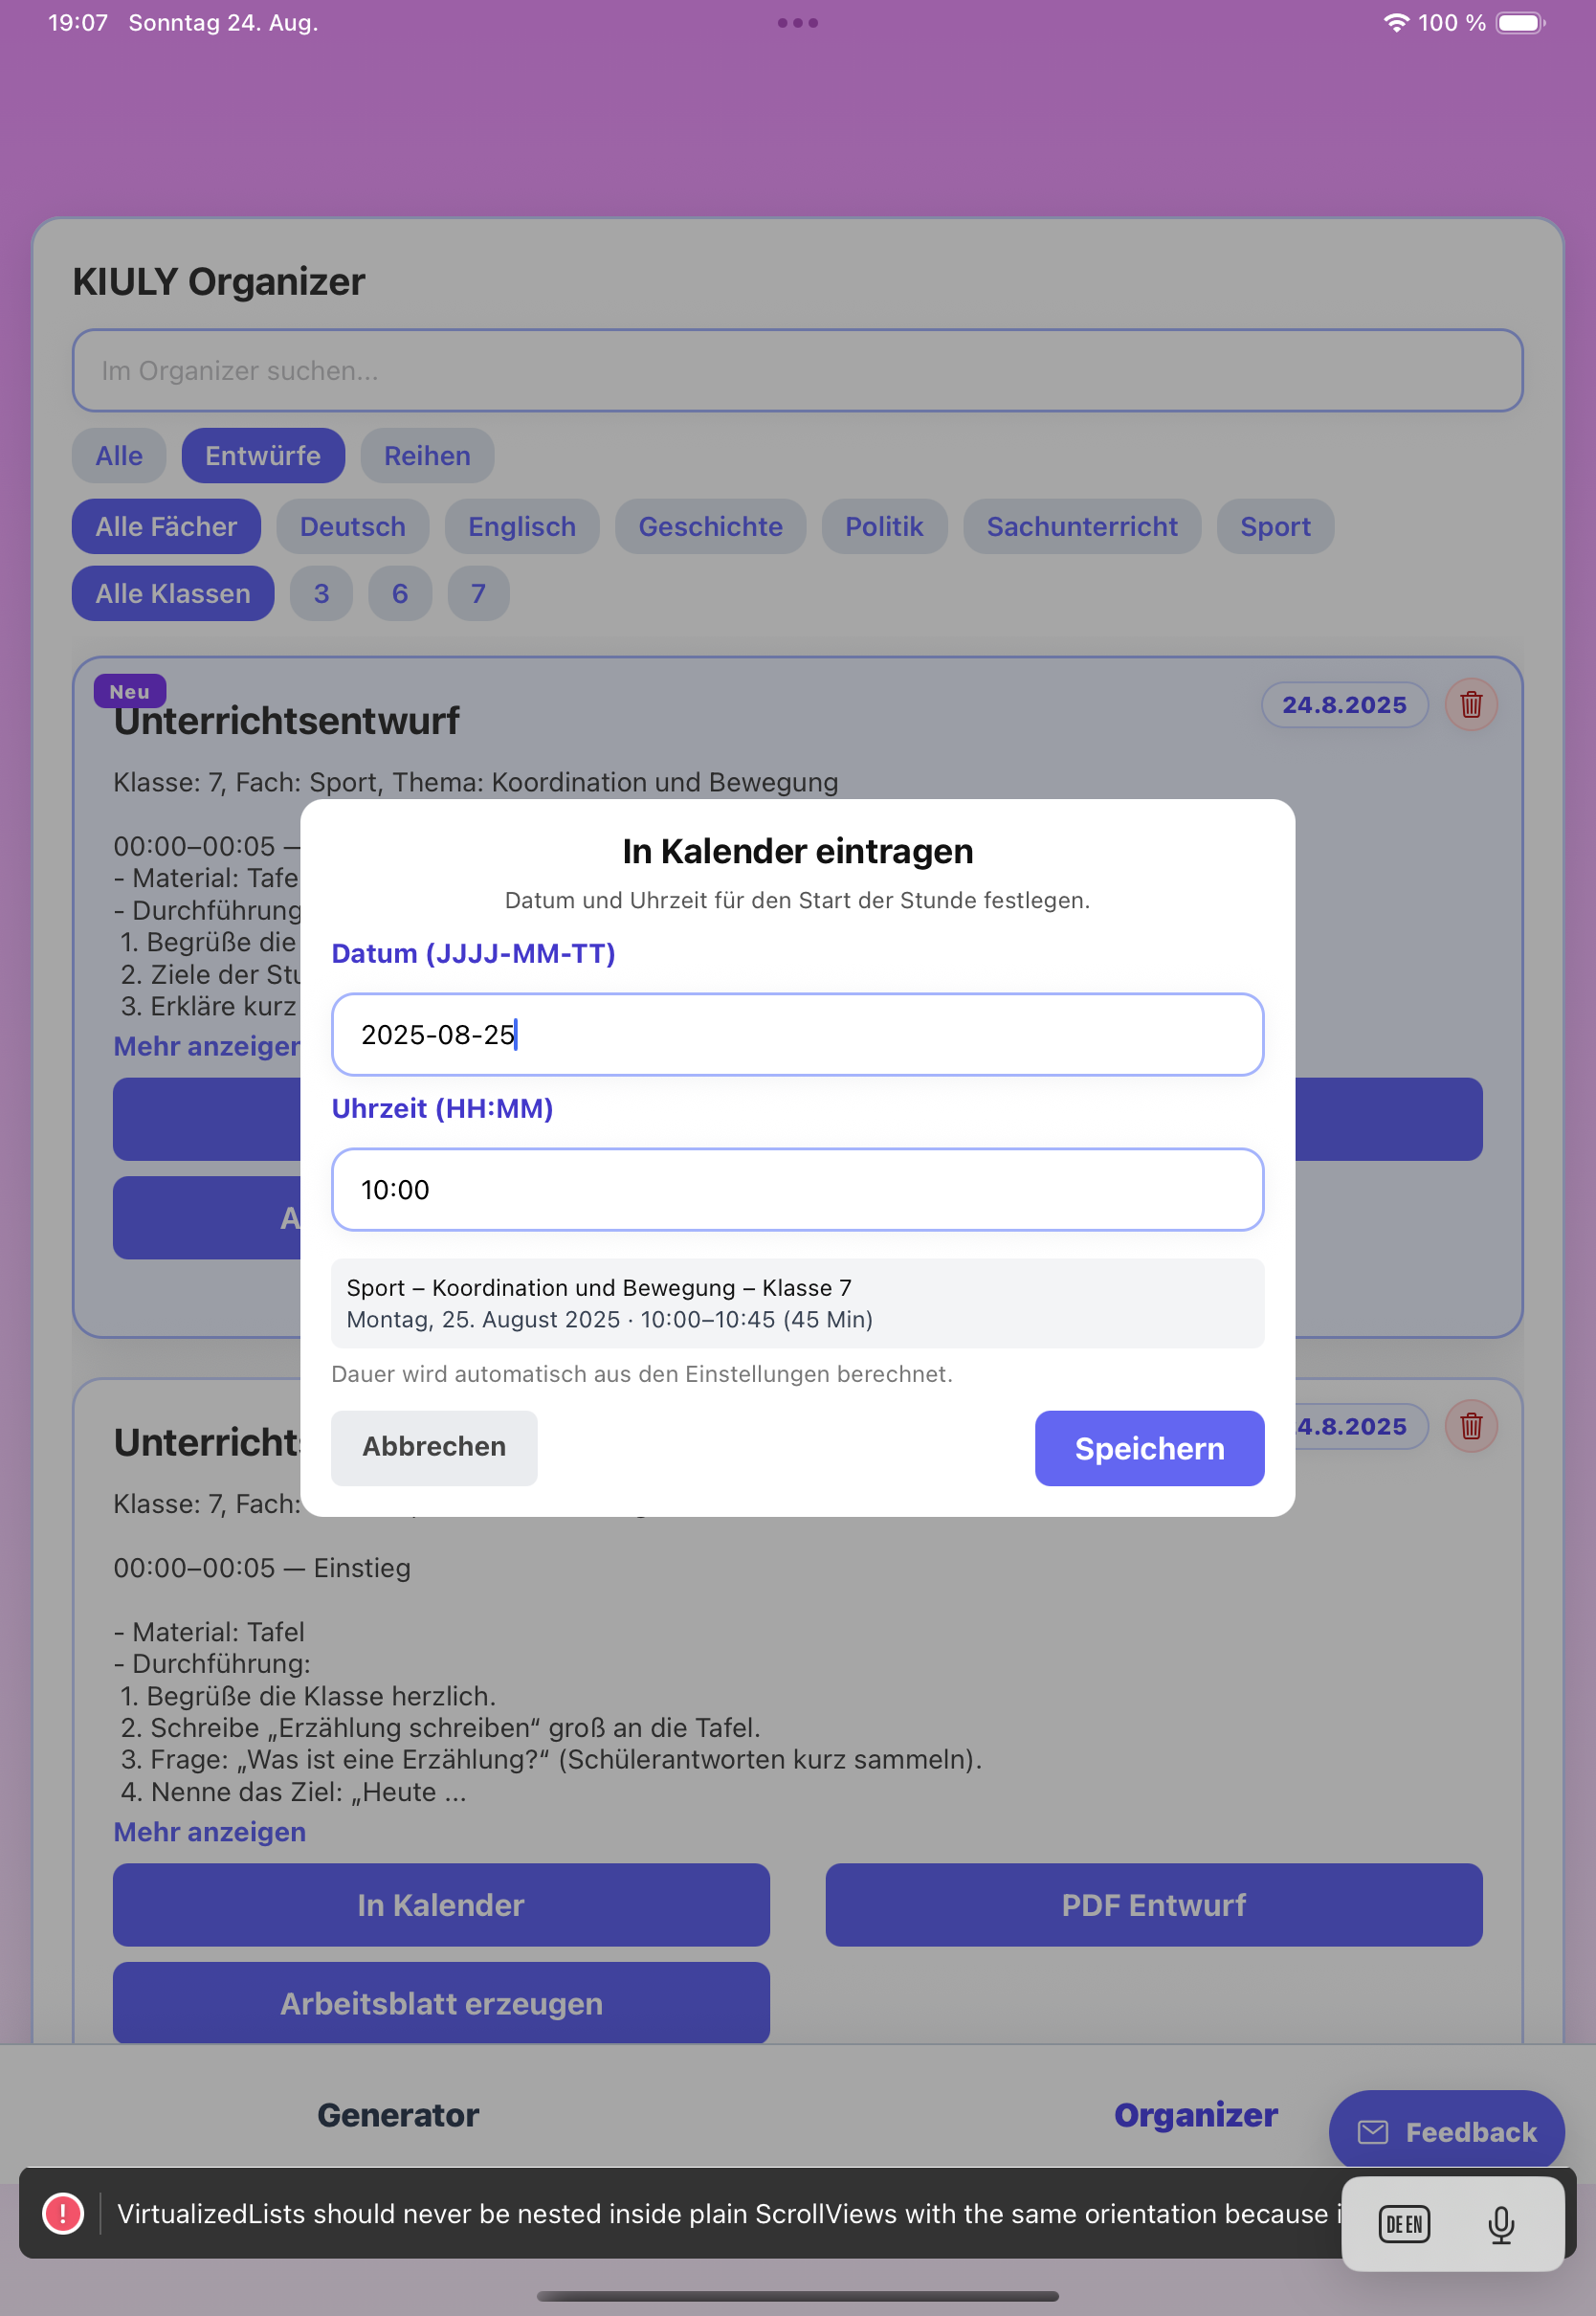 19:07 Sonntag 24. Aug.
100 %
KIULY Organizer
Im Organizer suchen...
Alle Entwürfe Reihen
Alle Fächer Deutsch Englisch Geschichte Politik Sachunterricht Sport
Alle Klassen 3 6 7
Neu
Unterrichtsentwurf
24.8.2025
Klasse: 7, Fach: Sport, Thema: Koordination und Bewegung
00:00–00:05 —
- Material: Tafe
- Durchführung
1. Begrüße die
2. Ziele der Stu
3. Erkläre kurz
Mehr anzeigen
A
In Kalender eintragen
Datum und Uhrzeit für den Start der Stunde festlegen.
Datum (JJJJ-MM-TT)
2025-08-25
Uhrzeit (HH:MM)
10:00
Sport – Koordination und Bewegung – Klasse 7
Montag, 25. August 2025 · 10:00–10:45 (45 Min)
Dauer wird automatisch aus den Einstellungen berechnet.
Abbrechen
Speichern
Unterrichts
4.8.2025
Klasse: 7, Fach:
00:00–00:05 — Einstieg
- Material: Tafel
- Durchführung:
1. Begrüße die Klasse herzlich.
2. Schreibe „Erzählung schreiben“ groß an die Tafel.
3. Frage: „Was ist eine Erzählung?“ (Schülerantworten kurz sammeln).
4. Nenne das Ziel: „Heute ...
Mehr anzeigen
In Kalender
PDF Entwurf
Arbeitsblatt erzeugen
Generator
Organizer
Feedback
! VirtualizedLists should never be nested inside plain ScrollViews with the same orientation because i
DE EN